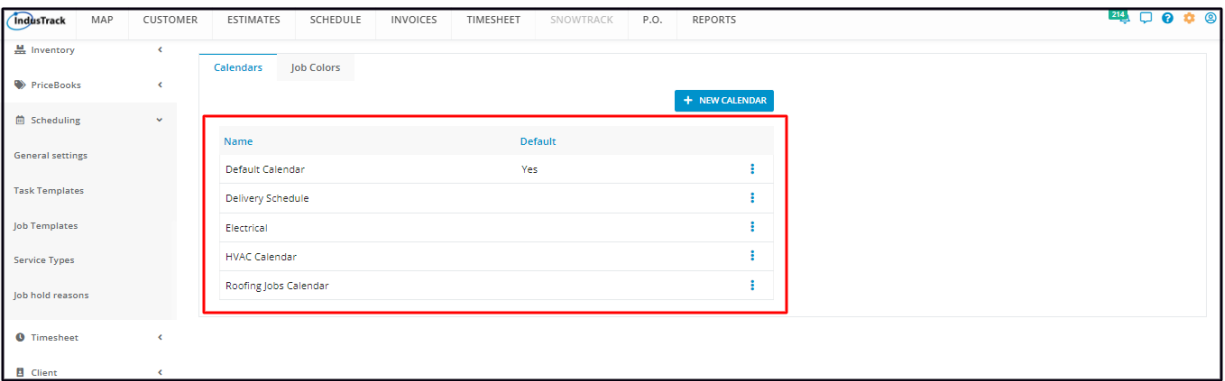 IndusTrack MAP CUSTOMER ESTIMATES SCHEDULE INVOICES TIMESHEET SNOWTRACK P.O. REPORTS 214
Inventory
PriceBooks
Scheduling
General settings
Task Templates
Job Templates
Service Types
Job hold reasons
Timesheet
Client
Calendars Job Colors
+ NEW CALENDAR
Name Default
Default Calendar Yes
Delivery Schedule
Electrical
HVAC Calendar
Roofing Jobs Calendar